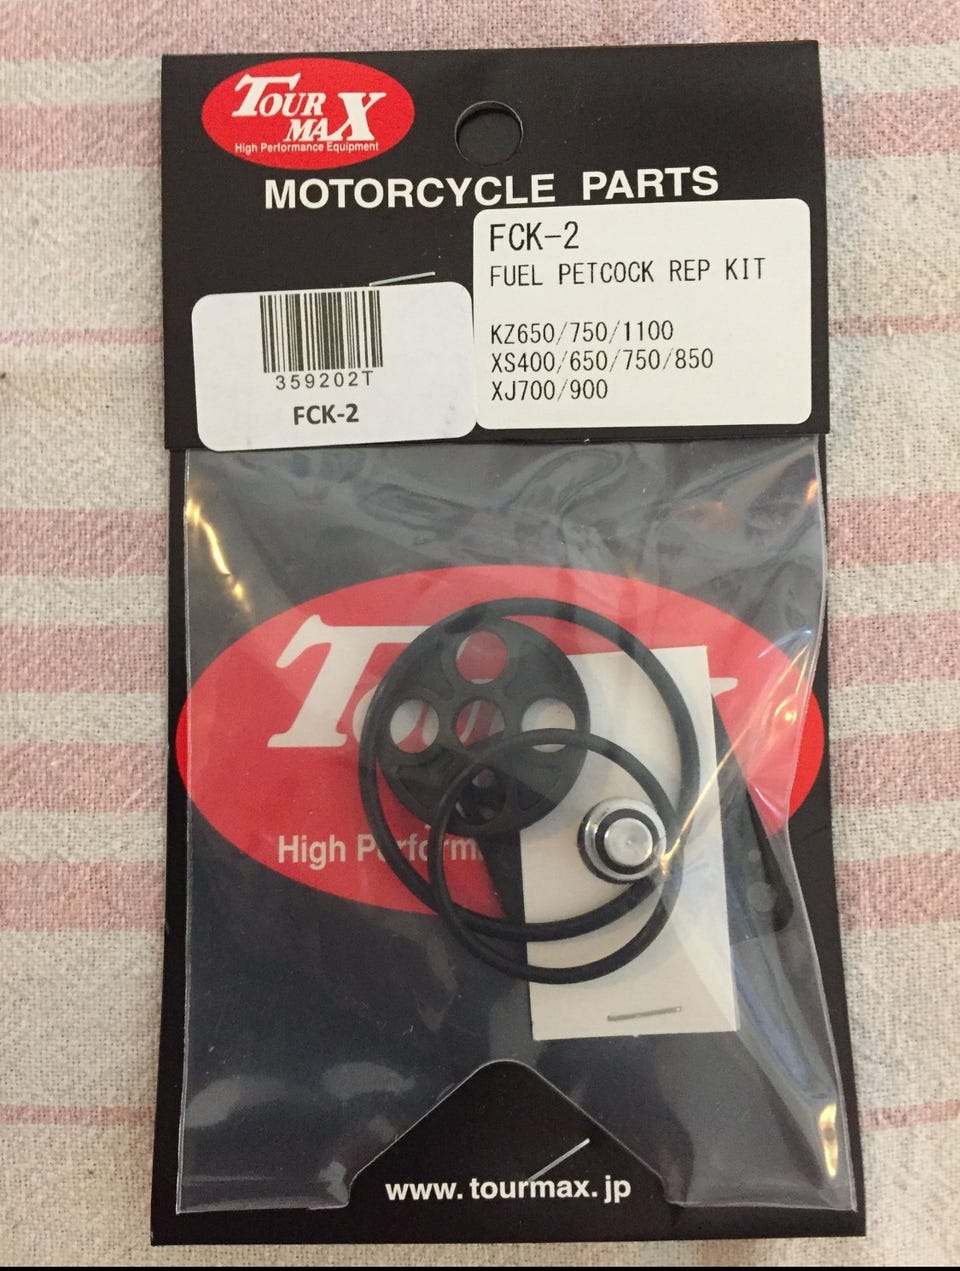 TOUR
MAX
High Performance Equipment
MOTORCYCLE PARTS
FCK-2
FUEL PETCOCK REP KIT
KZ650/750/1100
XS400/650/750/850
XJ700/900
359202T
FCK-2
Tour
High Perform
www.tourmax.jp